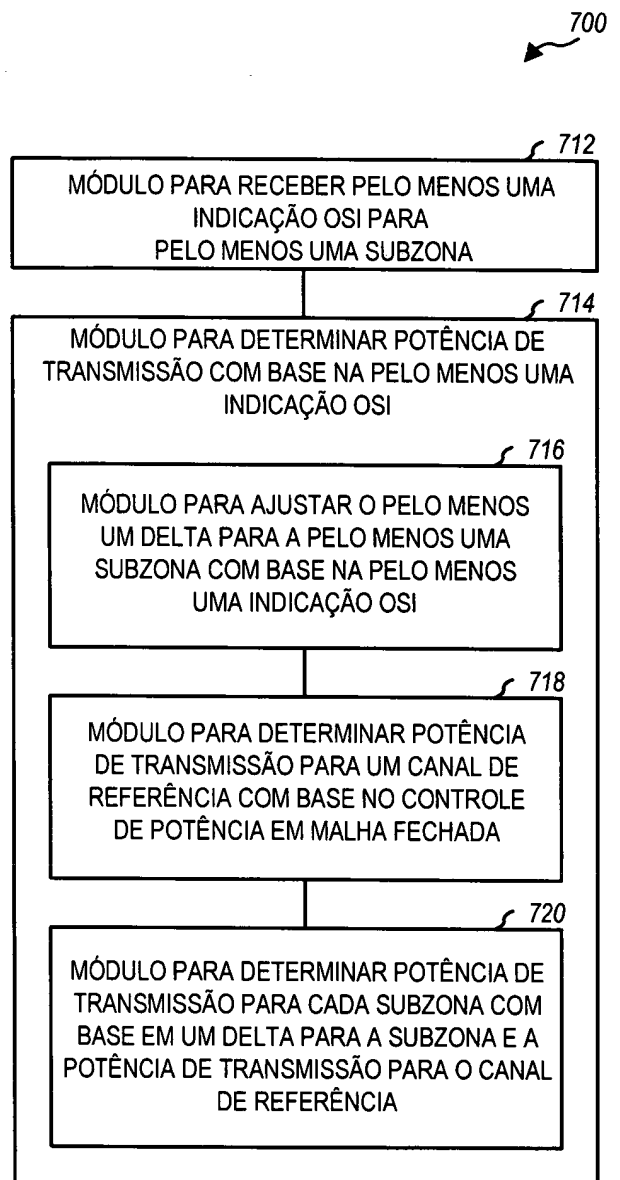 700
712
MÓDULO PARA RECEBER PELO MENOS UMA
INDICAÇÃO OSI PARA
PELO MENOS UMA SUBZONA
714
MÓDULO PARA DETERMINAR POTÊNCIA DE
TRANSMISSÃO COM BASE NA PELO MENOS UMA
INDICAÇÃO OSI
716
MÓDULO PARA AJUSTAR O PELO MENOS
UM DELTA PARA A PELO MENOS UMA
SUBZONA COM BASE NA PELO MENOS
UMA INDICAÇÃO OSI
718
MÓDULO PARA DETERMINAR POTÊNCIA
DE TRANSMISSÃO PARA UM CANAL DE
REFERÊNCIA COM BASE NO CONTROLE
DE POTÊNCIA EM MALHA FECHADA
720
MÓDULO PARA DETERMINAR POTÊNCIA DE
TRANSMISSÃO PARA CADA SUBZONA COM
BASE EM UM DELTA PARA A SUBZONA E A
POTÊNCIA DE TRANSMISSÃO PARA O CANAL
DE REFERÊNCIA